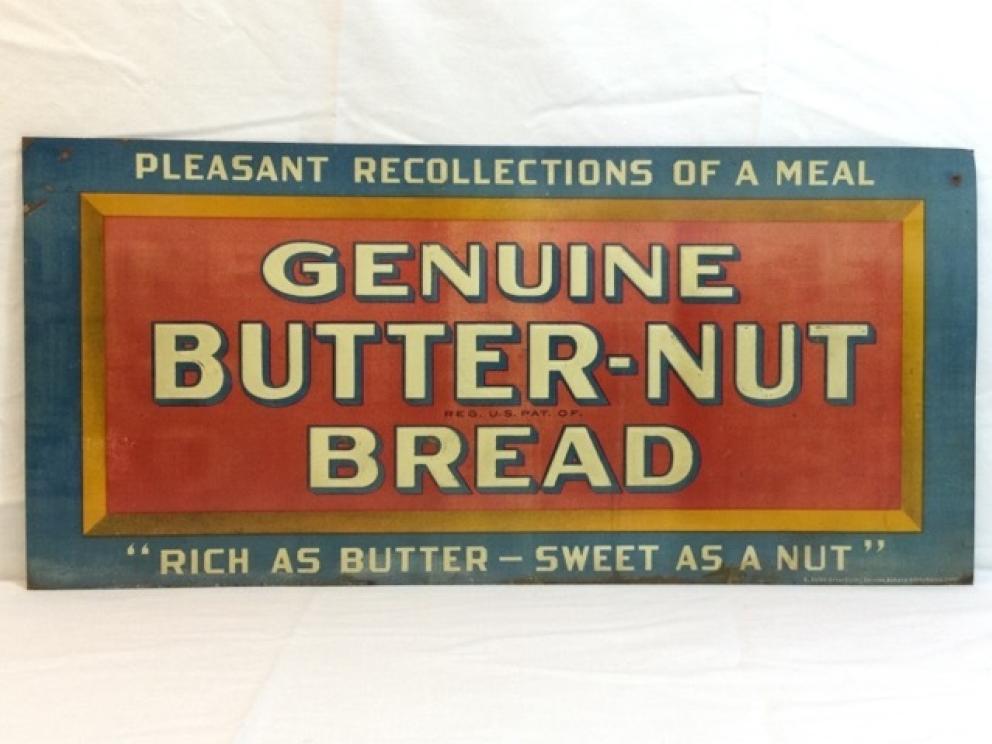 PLEASANT RECOLLECTIONS OF A MEAL
GENUINE
BUTTER-NUT
REG. U.S. PAT. OF.
BREAD
“RICH AS BUTTER – SWEET AS A NUT”